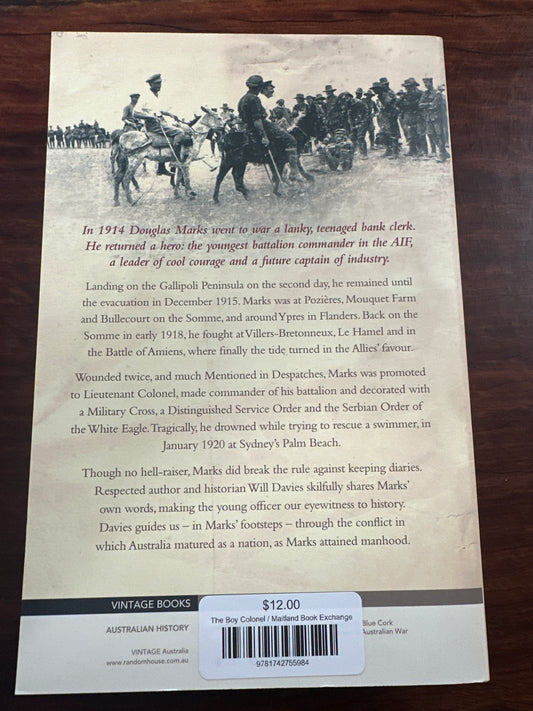 In 1914 Douglas Marks went to war a lanky, teenaged bank clerk.
He returned a hero: the youngest battalion commander in the AIF,
a leader of cool courage and a future captain of industry.
Landing on the Gallipoli Peninsula on the second day, he remained until
the evacuation in December 1915. Marks was at Pozières, Mouquet Farm
and Bullecourt on the Somme, and around Ypres in Flanders. Back on the
Somme in early 1918, he fought at Villers-Bretonneux, Le Hamel and in
the Battle of Amiens, where finally the tide turned in the Allies' favour.
Wounded twice, and much Mentioned in Despatches, Marks was promoted
to Lieutenant Colonel, made commander of his battalion and decorated with
a Military Cross, a Distinguished Service Order and the Serbian Order of
the White Eagle. Tragically, he drowned while trying to rescue a swimmer, in
January 1920 at Sydney's Palm Beach.
Though no hell-raiser, Marks did break the rule against keeping diaries.
Respected author and historian Will Davies skilfully shares Marks'
own words, making the young officer our eyewitness to history.
Davies guides us – in Marks' footsteps – through the conflict in
which Australia matured as a nation, as Marks attained manhood.
VINTAGE BOOKS
AUSTRALIAN HISTORY
VINTAGE Australia
www.randomhouse.com.au
$12.00
The Boy Colonel / Maitland Book Exchange
9781742755984
Blue Cork
Australian War